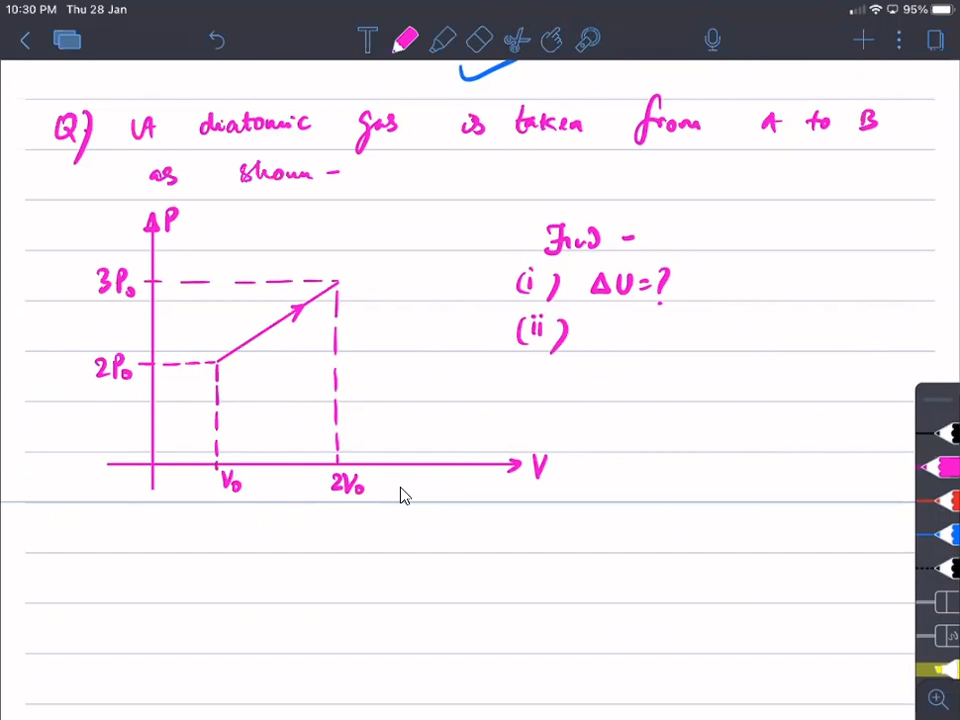 10:30 PM Thu 28 Jan
95%
Q) A diatomic gas is taken from A to B
as shown -
P
Find -
3P₀
(i) ΔU=?
(ii)
2P₀
V
V₀ 2V₀